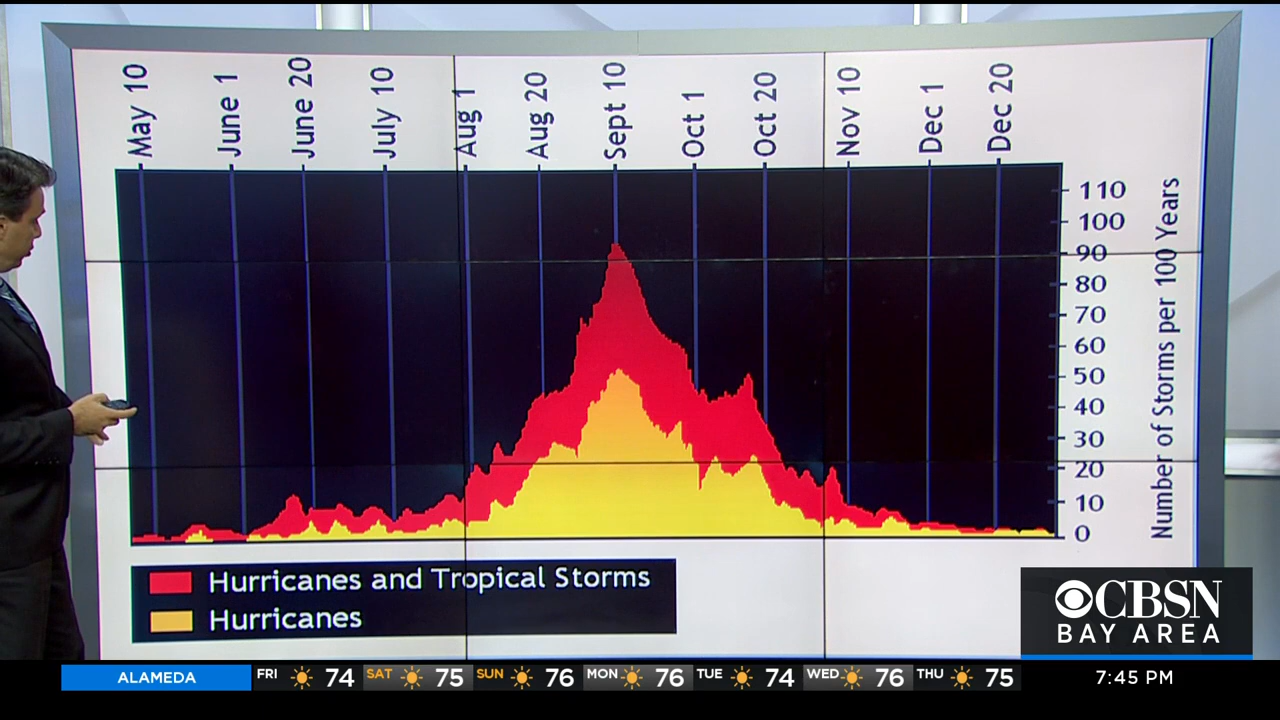 May 10
June 1
June 20
July 10
Aug 1
Aug 20
Sept 10
Oct 1
Oct 20
Nov 10
Dec 1
Dec 20
110
100
90
80
70
60
50
40
30
20
10
0
Number of Storms per 100 Years
Hurricanes and Tropical Storms
Hurricanes
CBSN
BAY AREA
ALAMEDA FRI 74 SAT 75 SUN 76 MON 76 TUE 74 WED 76 THU 75 7:45 PM